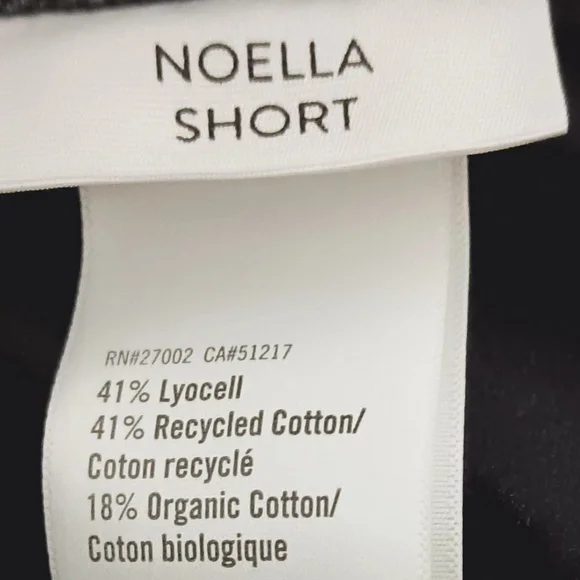 NOELLA
SHORT
RN#27002 CA#51217
41% Lyocell
41% Recycled Cotton/
Coton recyclé
18% Organic Cotton/
Coton biologique